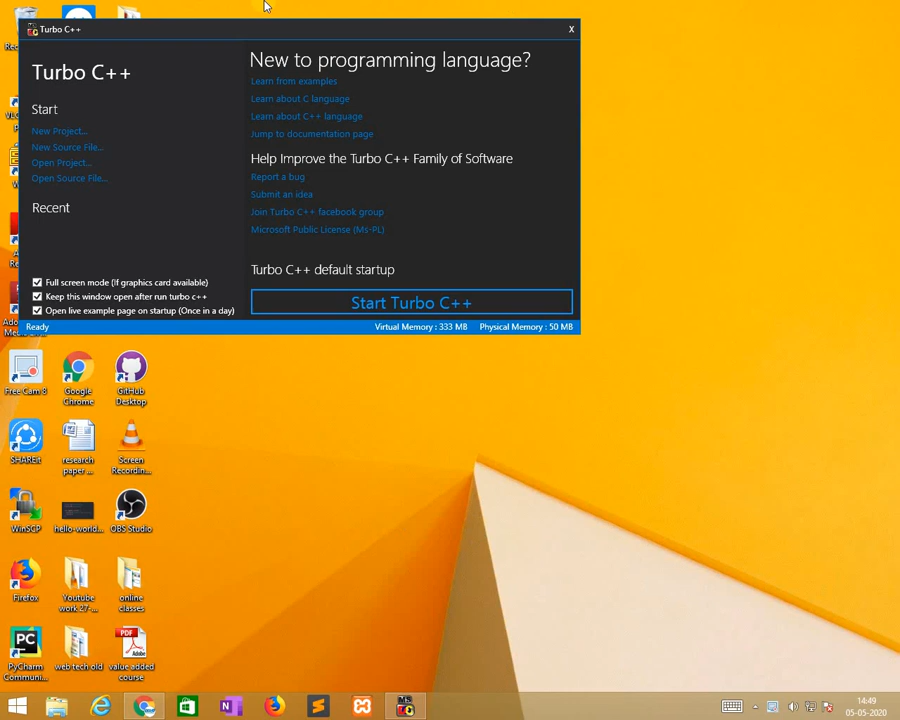 Turbo C++
X
Turbo C++
Start
New Project...
New Source File...
Open Project...
Open Source File...
Recent
Full screen mode (If graphics card available)
Keep this window open after run turbo c++
Open live example page on startup (Once in a day)
New to programming language?
Learn from examples
Learn about C language
Learn about C++ language
Jump to documentation page
Help Improve the Turbo C++ Family of Software
Report a bug
Submit an idea
Join Turbo C++ facebook group
Microsoft Public License (Ms-PL)
Turbo C++ default startup
Start Turbo C++
Ready
Virtual Memory : 333 MB
Physical Memory : 50 MB
Free Cam 8
Google Chrome
GitHub Desktop
SHAREit
research paper ...
Screen Recordin...
WinSCP
hello-world...
OBS Studio
Firefox
Youtube work 27-...
online classes
PyCharm Communi...
web tech old
value added course
14:49
05-05-2020